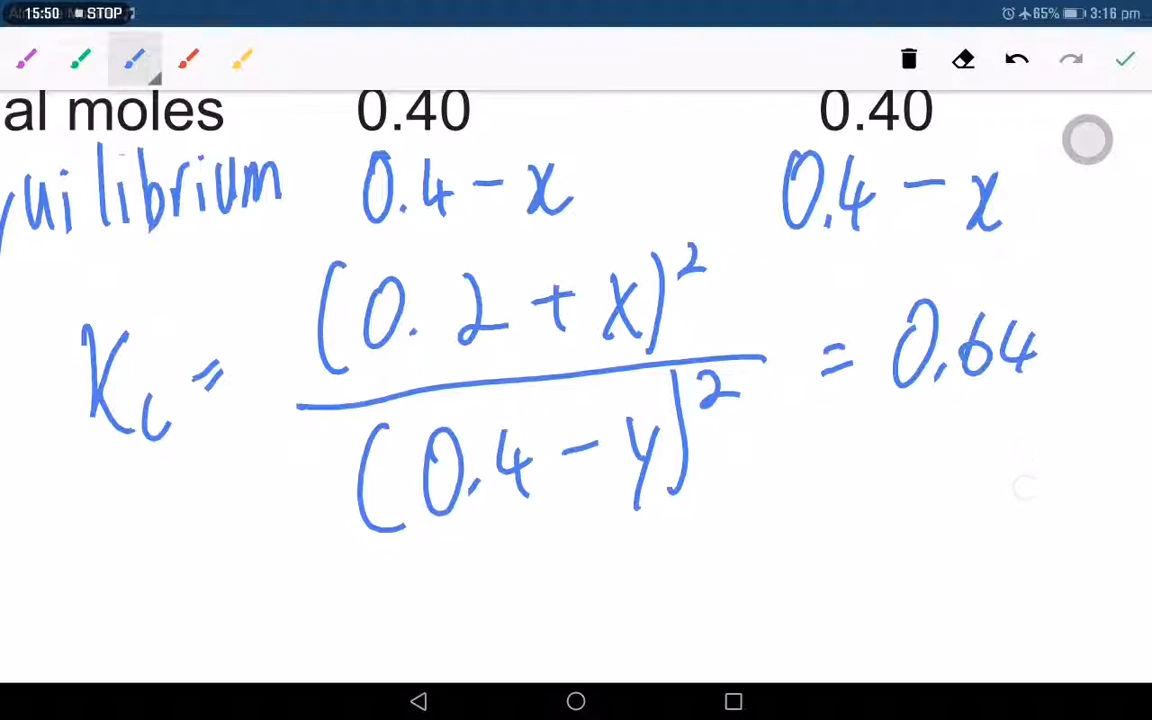 15:50 STOP 65% 3:16 pm
al moles 0.40 0.40
uilibrium 0.4 - x 0.4 - x
(0.2 + x)²
Kc = = 0.64
(0.4 - y)²